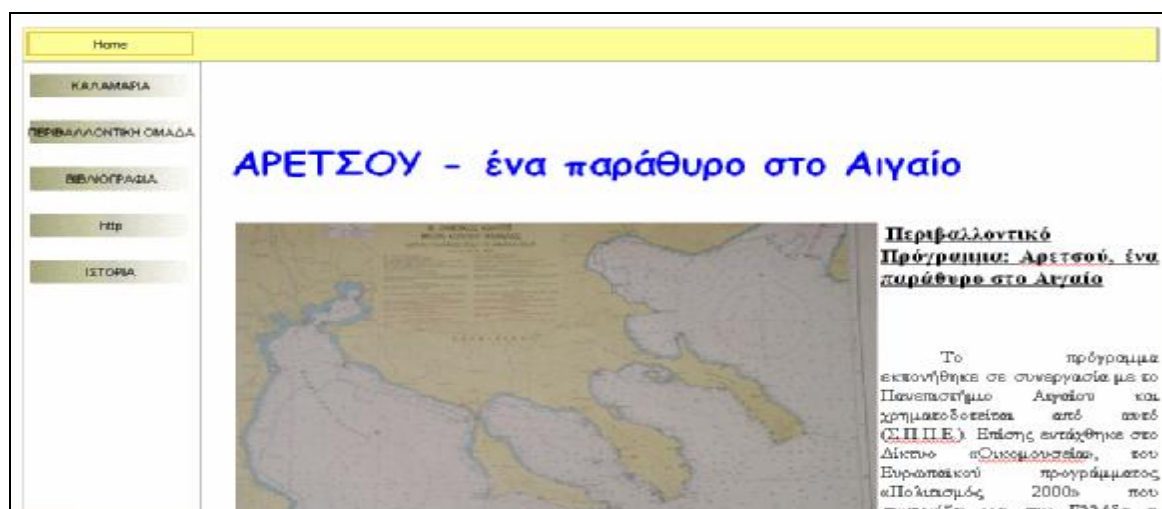 Home
ΚΑΛΑΜΑΡΙΑ
ΠΕΡΙΒΑΛΛΟΝΤΙΚΗ ΟΜΑΔΑ
ΒΙΒΛΙΟΓΡΑΦΙΑ
http
ΙΣΤΟΡΙΑ
ΑΡΕΤΣΟΥ - ένα παράθυρο στο Αιγαίο
Περιβαλλοντικό
Πρόγραμμα: Αρετσού, ένα
παράθυρο στο Αιγαίο
Το πρόγραμμα
εκπονήθηκε σε συνεργασία με το
Πανεπιστήμιο Αιγαίου και
χρηματοδοτείται από αυτό
(Σ.Π.Π.Ε.). Επίσης εντάχθηκε στο
Δίκτυο «Οικομουσεία», του
Ευρωπαϊκού προγράμματος
«Πολιτισμός 2000» που